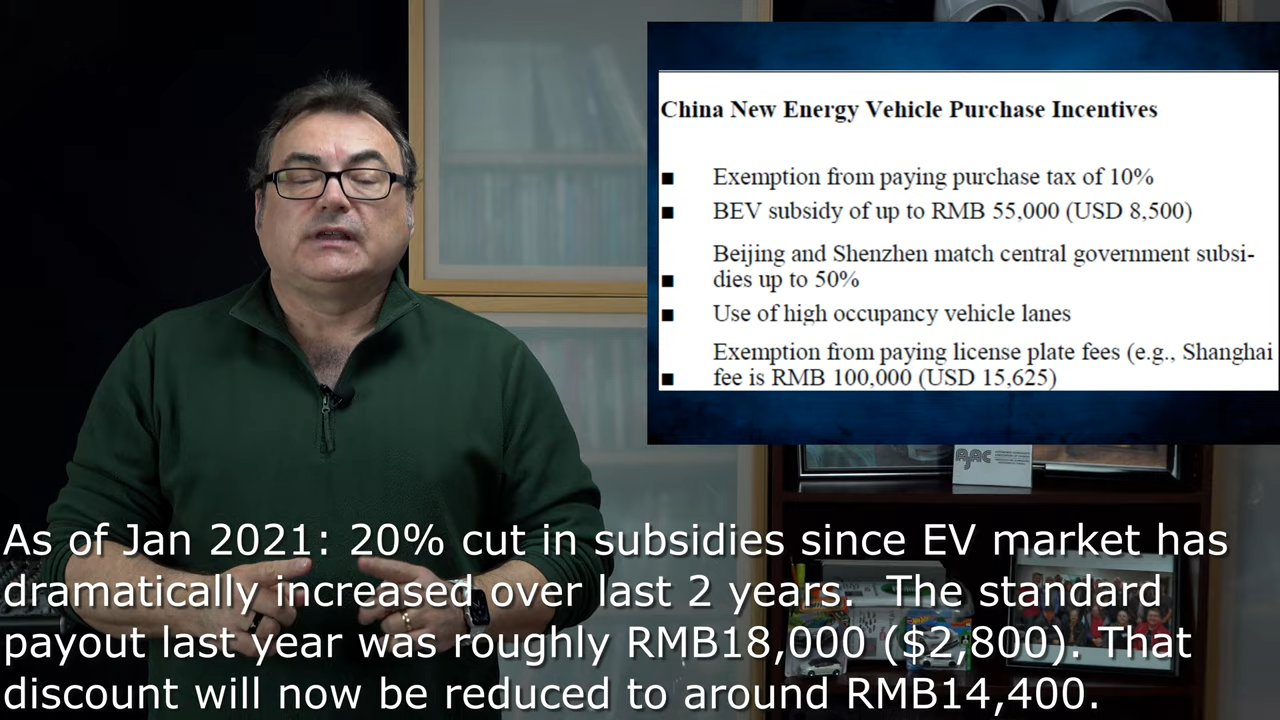 China New Energy Vehicle Purchase Incentives
■ Exemption from paying purchase tax of 10%
■ BEV subsidy of up to RMB 55,000 (USD 8,500)
Beijing and Shenzhen match central government subsi-
■ dies up to 50%
■ Use of high occupancy vehicle lanes
Exemption from paying license plate fees (e.g., Shanghai
■ fee is RMB 100,000 (USD 15,625)
AJAC
As of Jan 2021: 20% cut in subsidies since EV market has
dramatically increased over last 2 years.  The standard
payout last year was roughly RMB18,000 ($2,800). That
discount will now be reduced to around RMB14,400.